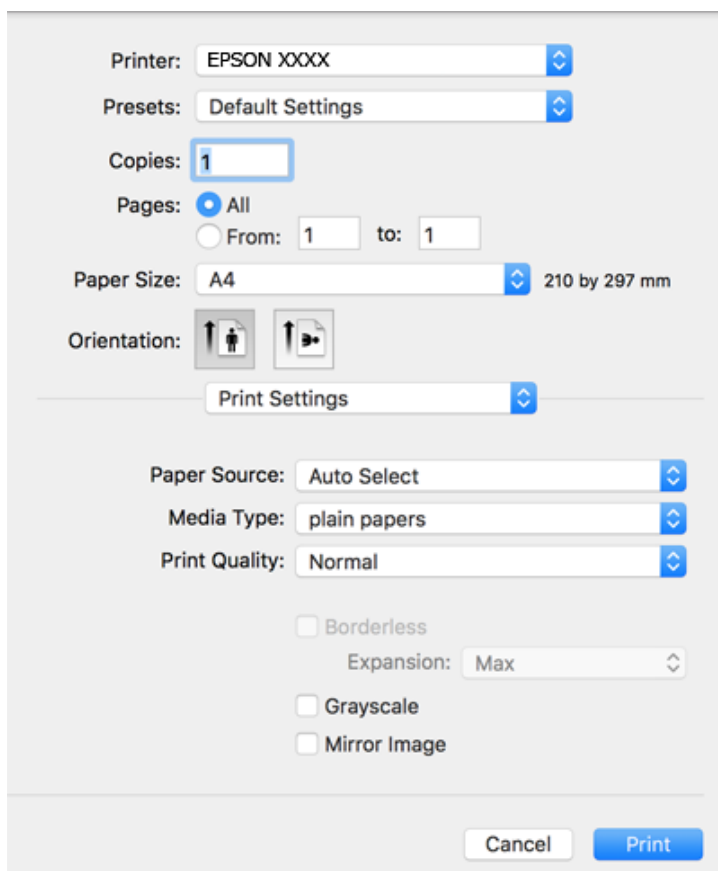 Printer: EPSON XXXX
Presets: Default Settings
Copies: 1
Pages: All
From: 1 to: 1
Paper Size: A4 210 by 297 mm
Orientation:
Print Settings
Paper Source: Auto Select
Media Type: plain papers
Print Quality: Normal
Borderless
Expansion: Max
Grayscale
Mirror Image
Cancel Print